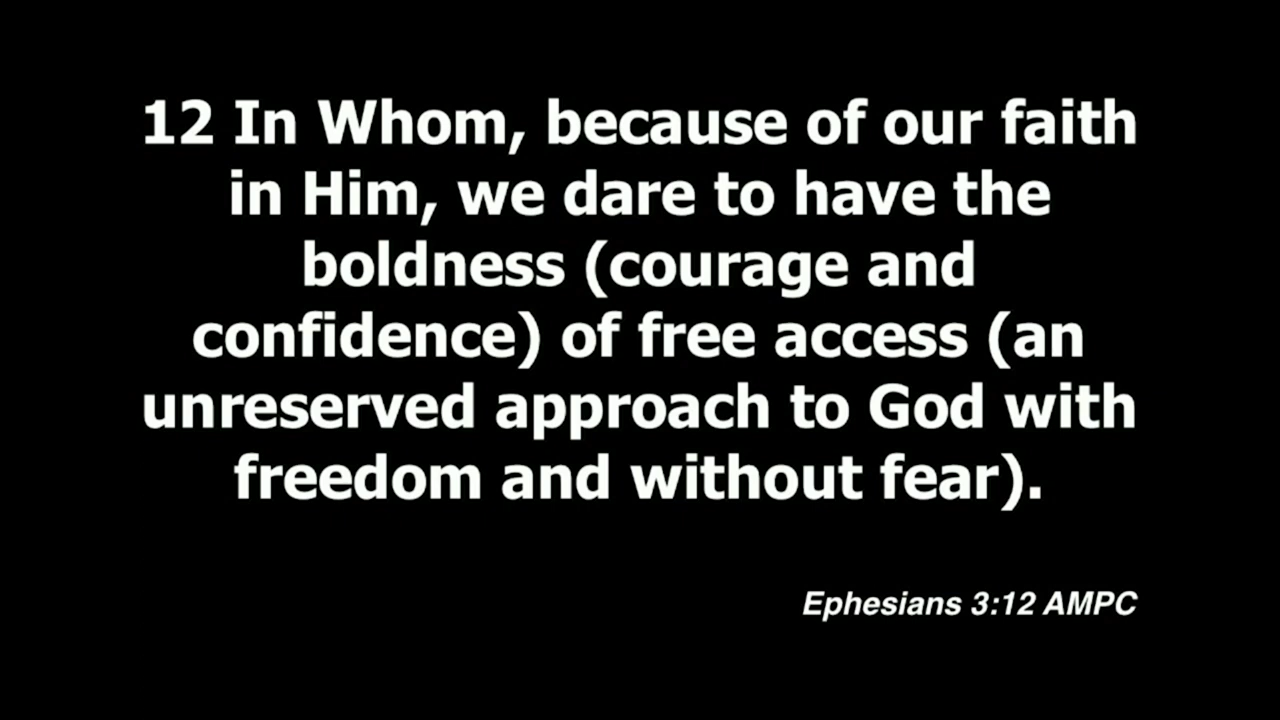 12 In Whom, because of our faith
in Him, we dare to have the
boldness (courage and
confidence) of free access (an
unreserved approach to God with
freedom and without fear).
Ephesians 3:12 AMPC